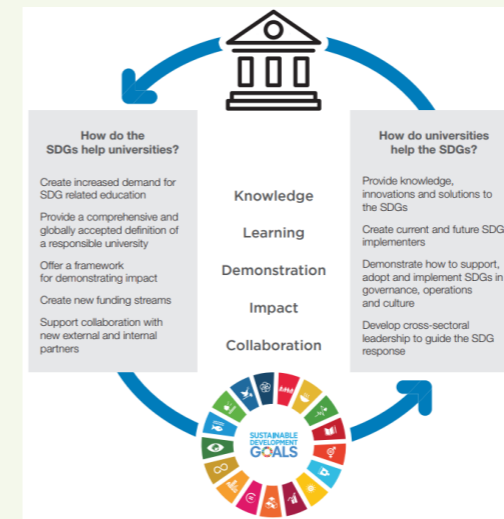 How do the
SDGs help universities?
Create increased demand for
SDG related education
Provide a comprehensive and
globally accepted definition of
a responsible university
Offer a framework
for demonstrating impact
Create new funding streams
Support collaboration with
new external and internal
partners
Knowledge
Learning
Demonstration
Impact
Collaboration
How do universities
help the SDGs?
Provide knowledge,
innovations and solutions to
the SDGs
Create current and future SDG
implementers
Demonstrate how to support,
adopt and implement SDGs in
governance, operations
and culture
Develop cross-sectoral
leadership to guide the SDG
response
SUSTAINABLE
DEVELOPMENT
GOALS